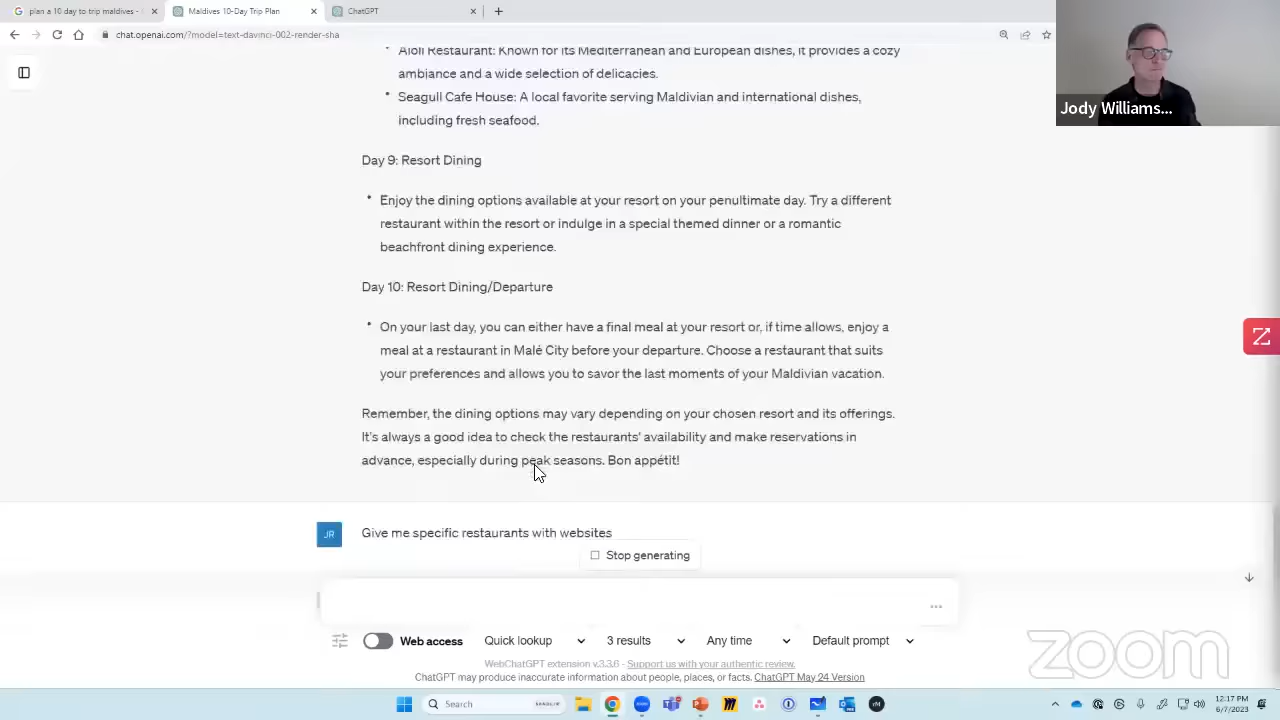 plan a 10 day to trip maldives -
Maldives 10-Day Trip Plan
ChatGPT
chat.openai.com/?model=text-davinci-002-render-sha
Aioli Restaurant: Known for its Mediterranean and European dishes, it provides a cozy
ambiance and a wide selection of delicacies.
Seagull Cafe House: A local favorite serving Maldivian and international dishes,
including fresh seafood.
Jody Williams...
Day 9: Resort Dining
Enjoy the dining options available at your resort on your penultimate day. Try a different
restaurant within the resort or indulge in a special themed dinner or a romantic
beachfront dining experience.
Day 10: Resort Dining/Departure
On your last day, you can either have a final meal at your resort or, if time allows, enjoy a
meal at a restaurant in Malé City before your departure. Choose a restaurant that suits
your preferences and allows you to savor the last moments of your Maldivian vacation.
Remember, the dining options may vary depending on your chosen resort and its offerings.
It's always a good idea to check the restaurants' availability and make reservations in
advance, especially during peak seasons. Bon appétit!
JR Give me specific restaurants with websites
Stop generating
Web access Quick lookup 3 results Any time Default prompt
WebChatGPT extension v.3.3.6 - Support us with your authentic review.
ChatGPT may produce inaccurate information about people, places, or facts. ChatGPT May 24 Version
zoom
Search
12:17 PM
6/7/2023